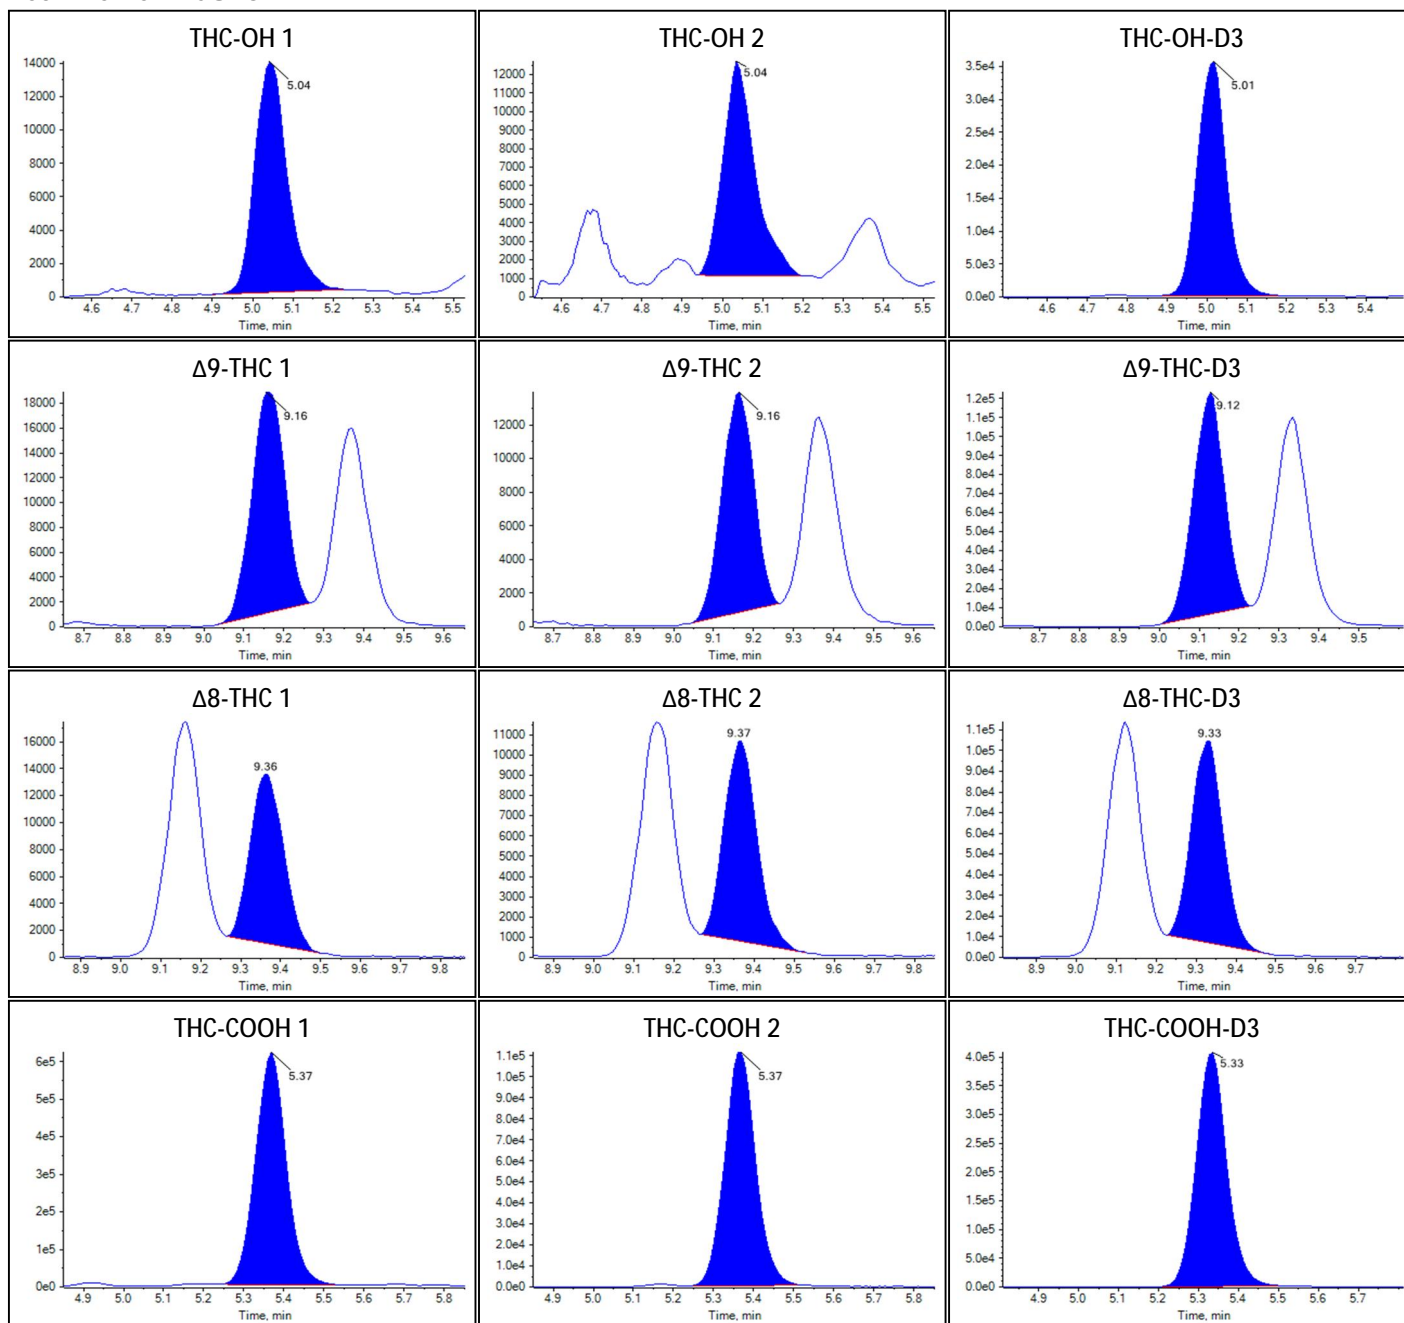 THC-OH 1
14000
12000
10000
8000
6000
4000
2000
0
5.04
4.6 4.7 4.8 4.9 5.0 5.1 5.2 5.3 5.4 5.5
Time, min
THC-OH 2
12000
11000
10000
9000
8000
7000
6000
5000
4000
3000
2000
1000
0
5.04
4.6 4.7 4.8 4.9 5.0 5.1 5.2 5.3 5.4 5.5
Time, min
THC-OH-D3
3.5e4
3.0e4
2.5e4
2.0e4
1.5e4
1.0e4
5.0e3
0.0e0
5.01
4.6 4.7 4.8 4.9 5.0 5.1 5.2 5.3 5.4
Time, min
Δ9-THC 1
18000
16000
14000
12000
10000
8000
6000
4000
2000
0
9.16
8.7 8.8 8.9 9.0 9.1 9.2 9.3 9.4 9.5 9.6
Time, min
Δ9-THC 2
12000
10000
8000
6000
4000
2000
0
9.16
8.7 8.8 8.9 9.0 9.1 9.2 9.3 9.4 9.5 9.6
Time, min
Δ9-THC-D3
1.2e5
1.1e5
1.0e5
9.0e4
8.0e4
7.0e4
6.0e4
5.0e4
4.0e4
3.0e4
2.0e4
1.0e4
0.0e0
9.12
8.7 8.8 8.9 9.0 9.1 9.2 9.3 9.4 9.5
Time, min
Δ8-THC 1
16000
14000
12000
10000
8000
6000
4000
2000
0
9.36
8.9 9.0 9.1 9.2 9.3 9.4 9.5 9.6 9.7 9.8
Time, min
Δ8-THC 2
11000
10000
9000
8000
7000
6000
5000
4000
3000
2000
1000
0
9.37
8.9 9.0 9.1 9.2 9.3 9.4 9.5 9.6 9.7 9.8
Time, min
Δ8-THC-D3
1.1e5
1.0e5
9.0e4
8.0e4
7.0e4
6.0e4
5.0e4
4.0e4
3.0e4
2.0e4
1.0e4
0.0e0
9.33
8.9 9.0 9.1 9.2 9.3 9.4 9.5 9.6 9.7
Time, min
THC-COOH 1
6e5
5e5
4e5
3e5
2e5
1e5
0e0
5.37
4.9 5.0 5.1 5.2 5.3 5.4 5.5 5.6 5.7 5.8
Time, min
THC-COOH 2
1.1e5
1.0e5
9.0e4
8.0e4
7.0e4
6.0e4
5.0e4
4.0e4
3.0e4
2.0e4
1.0e4
0.0e0
5.37
4.9 5.0 5.1 5.2 5.3 5.4 5.5 5.6 5.7 5.8
Time, min
THC-COOH-D3
4.0e5
3.5e5
3.0e5
2.5e5
2.0e5
1.5e5
1.0e5
5.0e4
0.0e0
5.33
4.9 5.0 5.1 5.2 5.3 5.4 5.5 5.6 5.7
Time, min